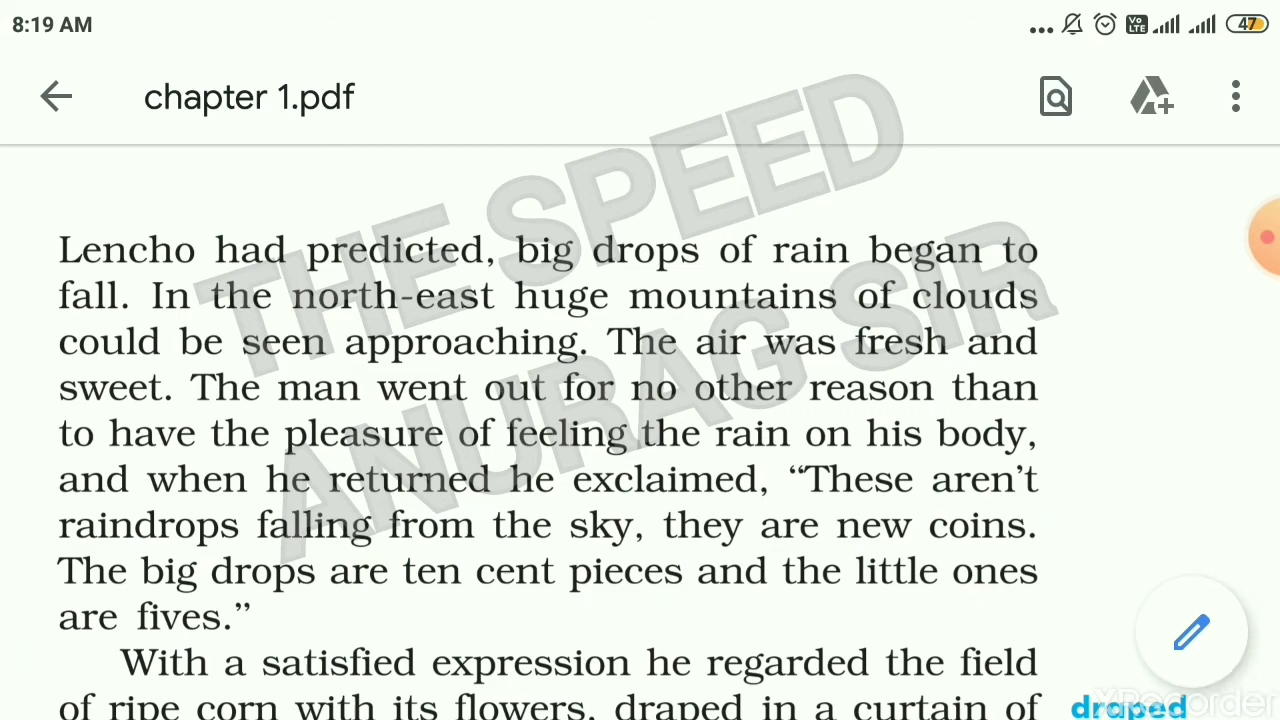 8:19 AM
Vo LTE
47
chapter 1.pdf
THE SPEED
ANURAG SIR
Lencho had predicted, big drops of rain began to
fall. In the north-east huge mountains of clouds
could be seen approaching. The air was fresh and
sweet. The man went out for no other reason than
to have the pleasure of feeling the rain on his body,
and when he returned he exclaimed, “These aren’t
raindrops falling from the sky, they are new coins.
The big drops are ten cent pieces and the little ones
are fives.”
With a satisfied expression he regarded the field
of ripe corn with its flowers, draped in a curtain of
draped
XRecorder